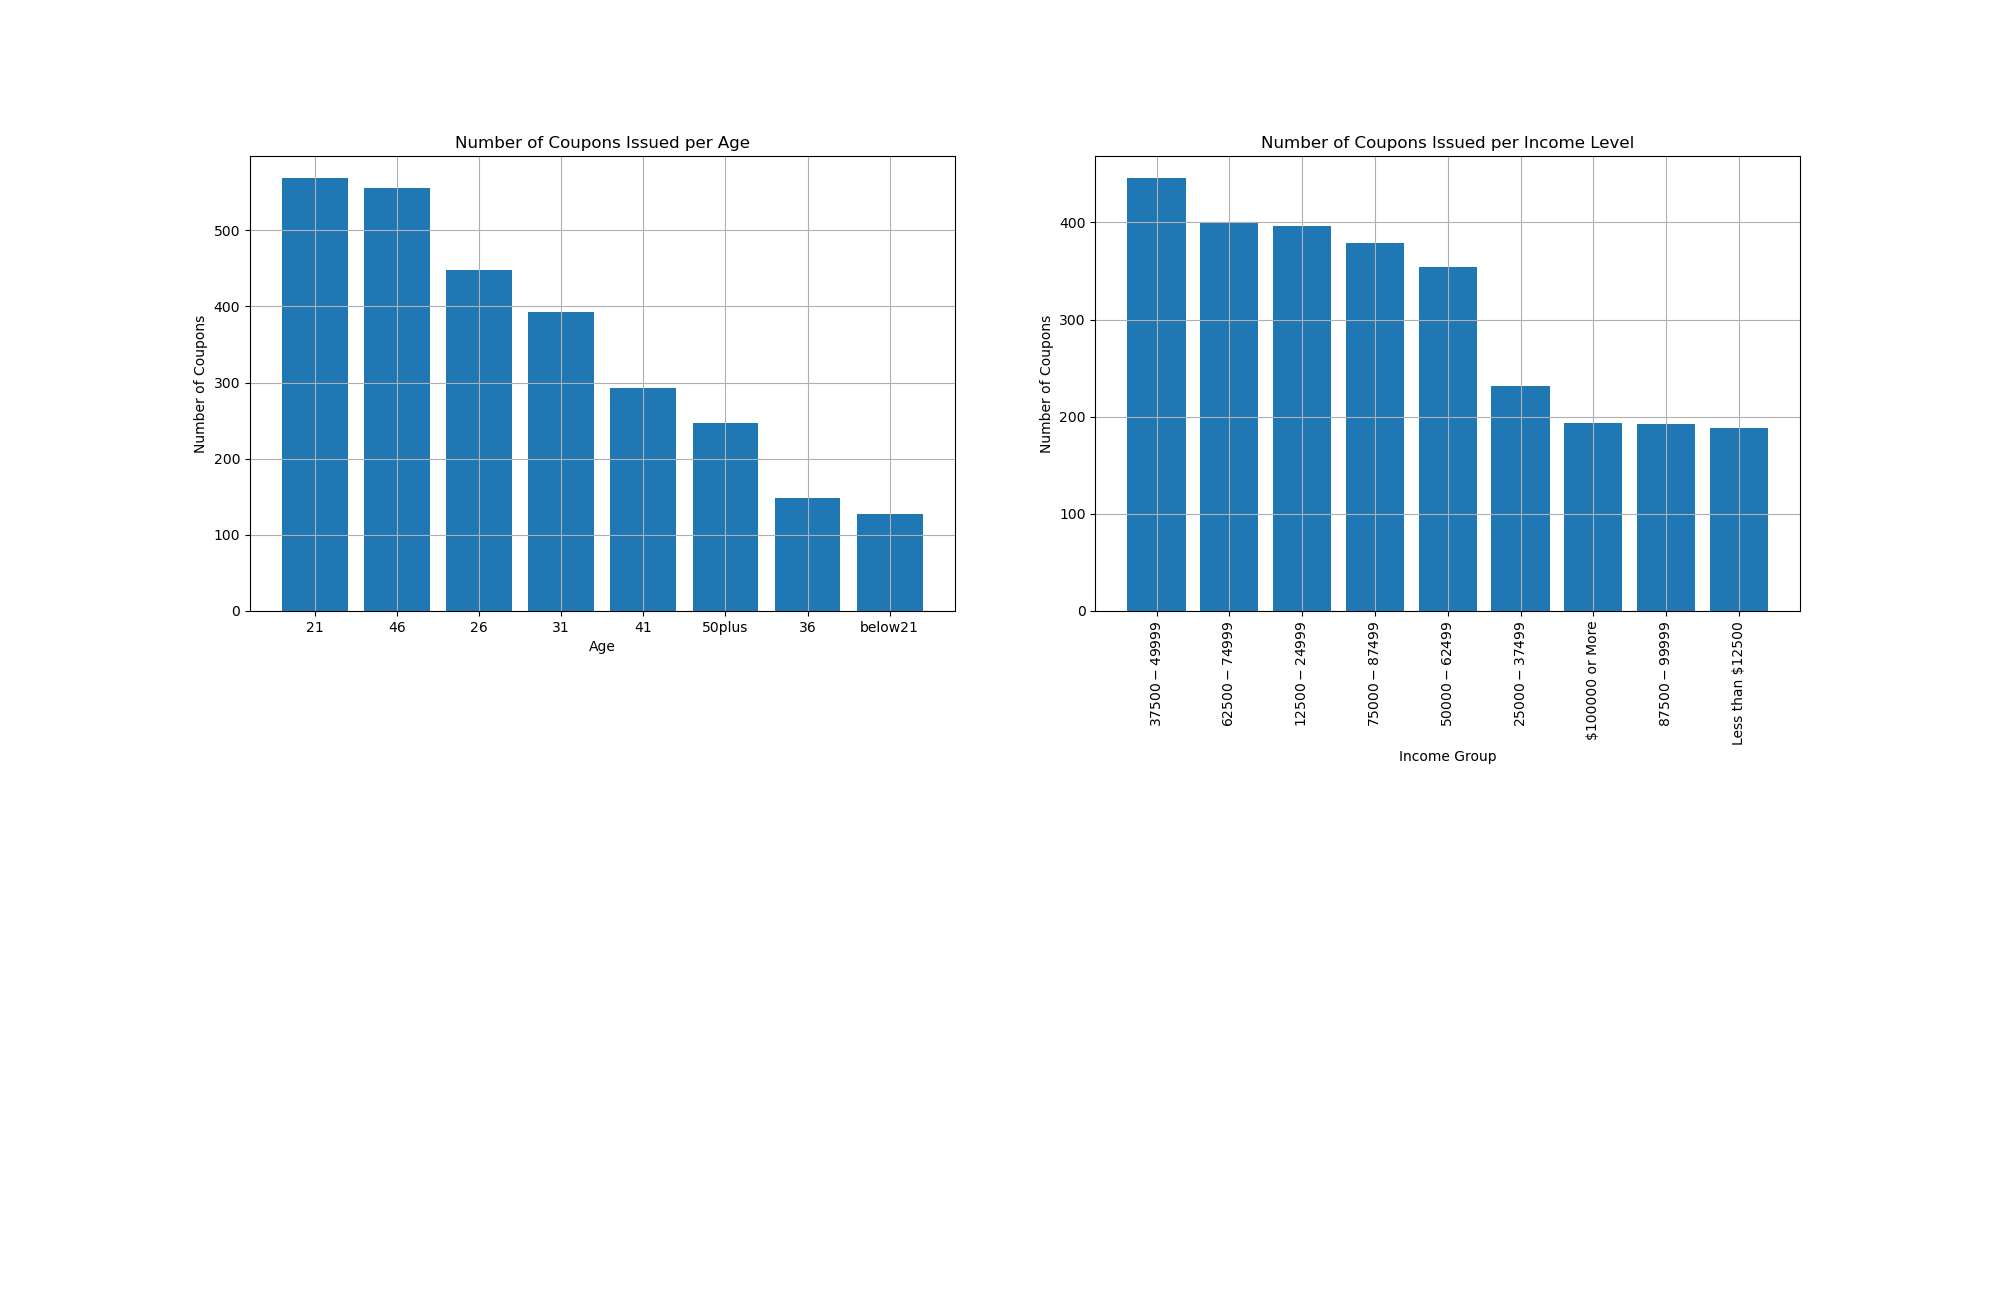 Number of Coupons Issued per Age
Number of Coupons
500
400
300
200
100
0
21 46 26 31 41 50plus 36 below21
Age
Number of Coupons Issued per Income Level
Number of Coupons
400
300
200
100
0
37500 − 49999
62500 − 74999
12500 − 24999
75000 − 87499
50000 − 62499
25000 − 37499
$100000 or More
87500 − 99999
Less than $12500
Income Group